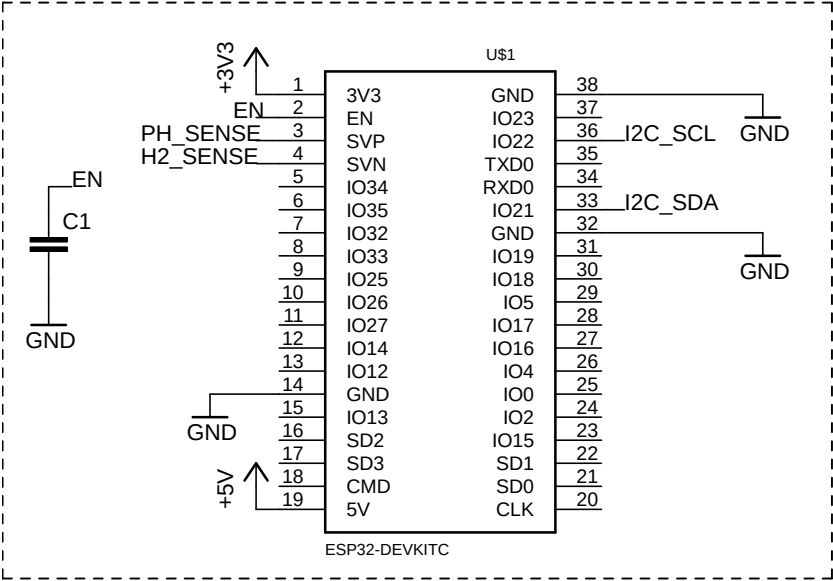 U$1
+3V3
1 3V3 GND 38
EN 2 EN IO23 37
PH_SENSE 3 SVP IO22 36 I2C_SCL GND
H2_SENSE 4 SVN TXD0 35
5 IO34 RXD0 34
EN
6 IO35 IO21 33 I2C_SDA
C1
7 IO32 GND 32
8 IO33 IO19 31
9 IO25 IO18 30 GND
10 IO26 IO5 29
11 IO27 IO17 28
GND
12 IO14 IO16 27
13 IO12 IO4 26
14 GND IO0 25
15 IO13 IO2 24
GND
16 SD2 IO15 23
17 SD3 SD1 22
+5V
18 CMD SD0 21
19 5V CLK 20
ESP32-DEVKITC